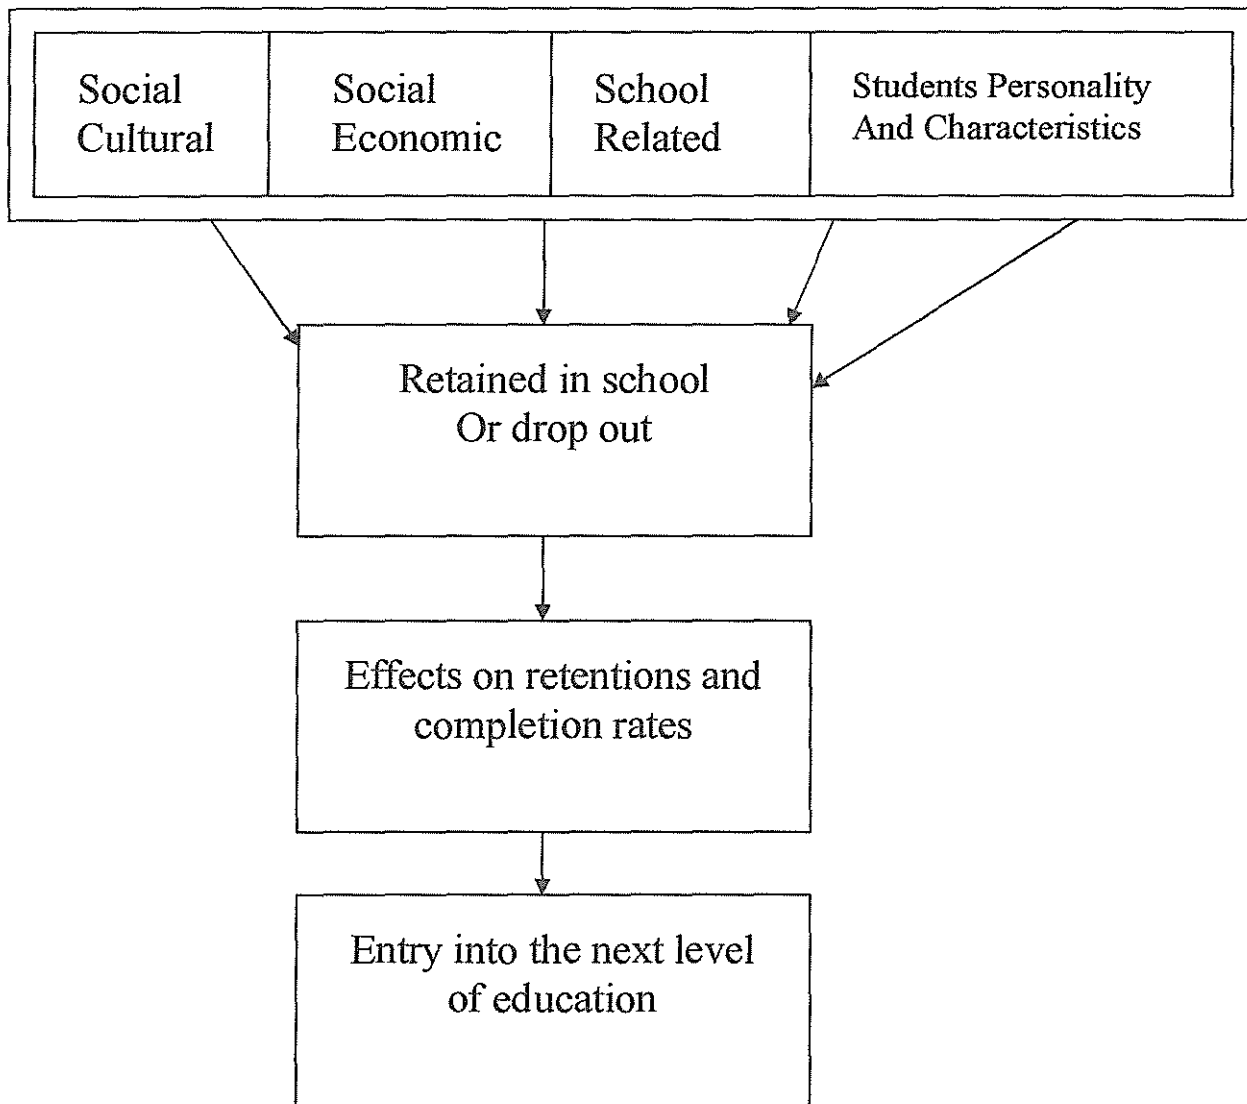 Social
Cultural
Social
Economic
School
Related
Students Personality
And Characteristics
Retained in school
Or drop out
Effects on retentions and
completion rates
Entry into the next level
of education